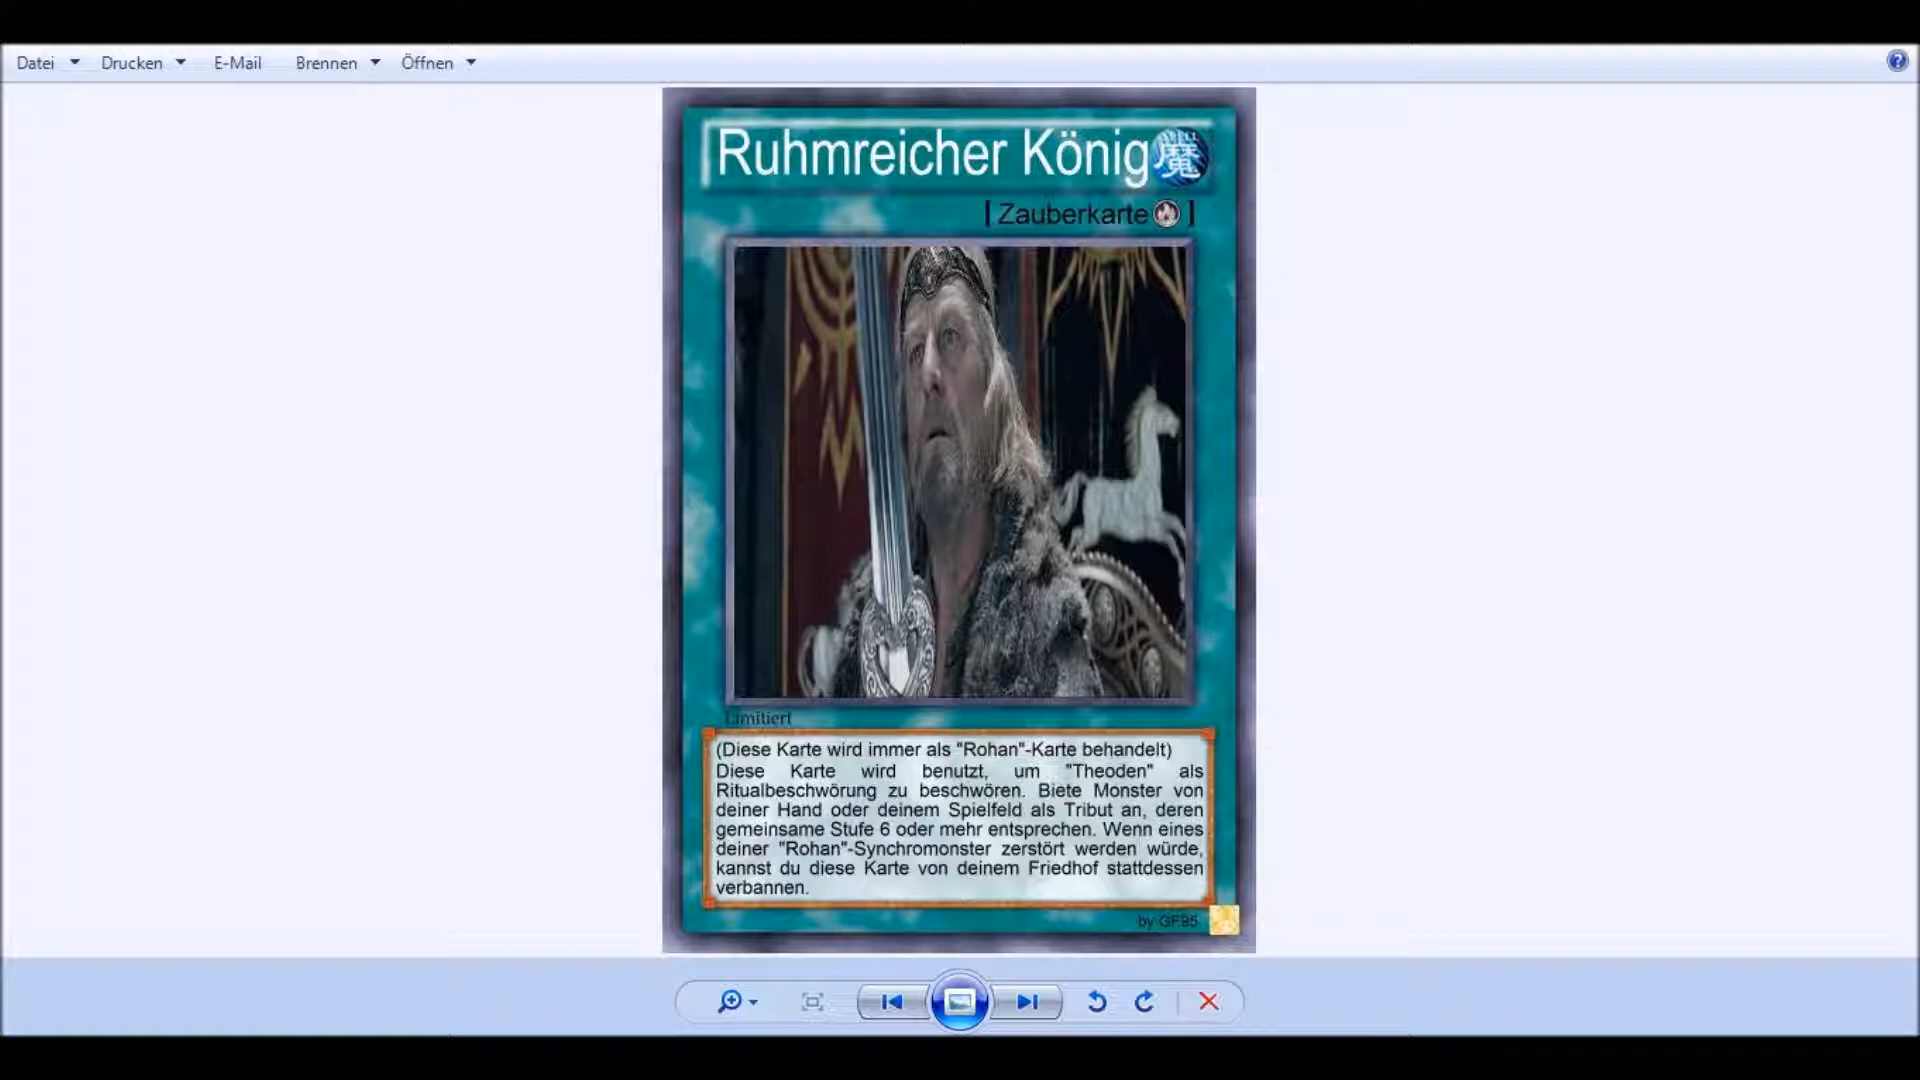 Datei Drucken E-Mail Brennen Öffnen
Ruhmreicher König 魔
[ Zauberkarte ]
Limitiert
(Diese Karte wird immer als "Rohan"-Karte behandelt)
Diese Karte wird benutzt, um "Theoden" als
Ritualbeschwörung zu beschwören. Biete Monster von
deiner Hand oder deinem Spielfeld als Tribut an, deren
gemeinsame Stufe 6 oder mehr entsprechen. Wenn eines
deiner "Rohan"-Synchromonster zerstört werden würde,
kannst du diese Karte von deinem Friedhof stattdessen
verbannen.
by GF95